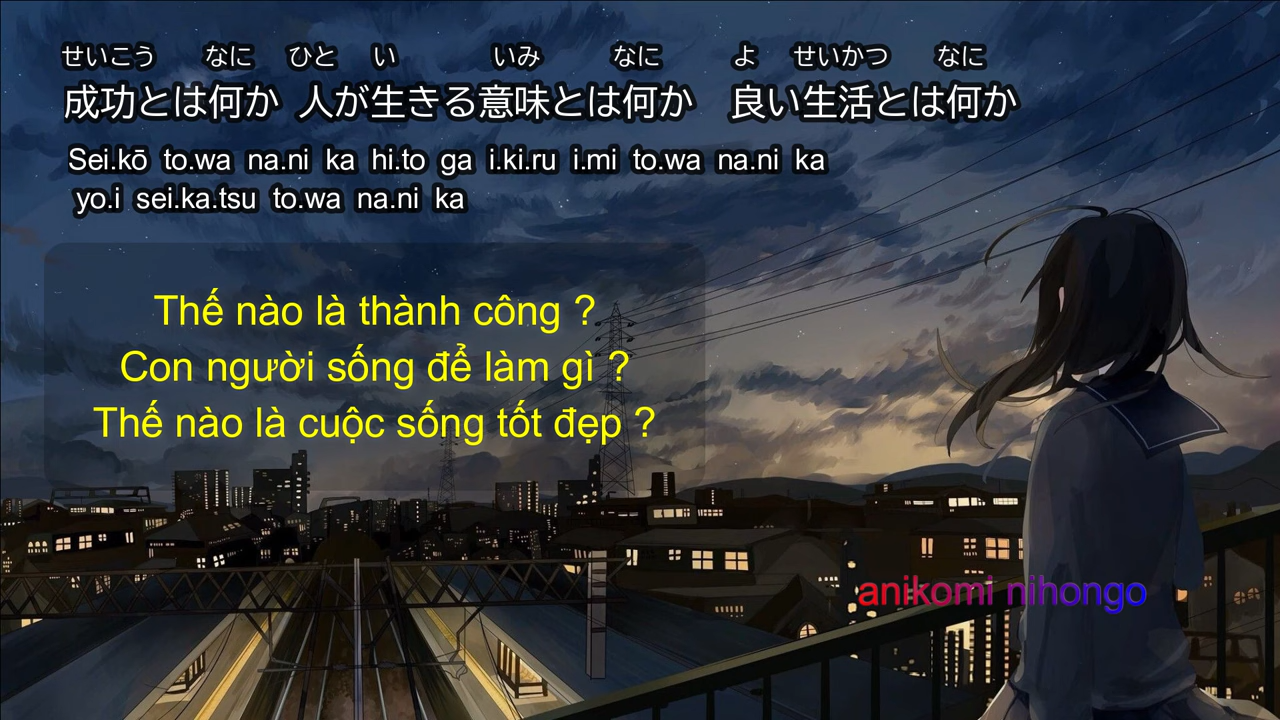 せいこう なに ひと い いみ なに よ せいかつ なに
成功とは何か 人が生きる意味とは何か 良い生活とは何か
Sei.kō to.wa na.ni ka hi.to ga i.ki.ru i.mi to.wa na.ni ka
yo.i sei.ka.tsu to.wa na.ni ka
Thế nào là thành công ?
Con người sống để làm gì ?
Thế nào là cuộc sống tốt đẹp ?
anikomi nihongo